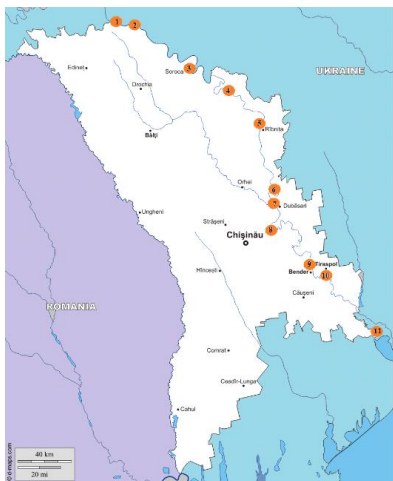 1 2
UKRAINE
Edineț
Soroca 3
Drochia
4
Bălți
5
Rîbnița
Orhei
6
7 Dubăsari
Ungheni
Strășeni
8
Chișinău
9 Tiraspol
Hîncești
Bender 10
Căușeni
ROMANIA
11
Comrat
Ceadîr-Lunga
Cahul
40 km
20 mi
© d-maps.com